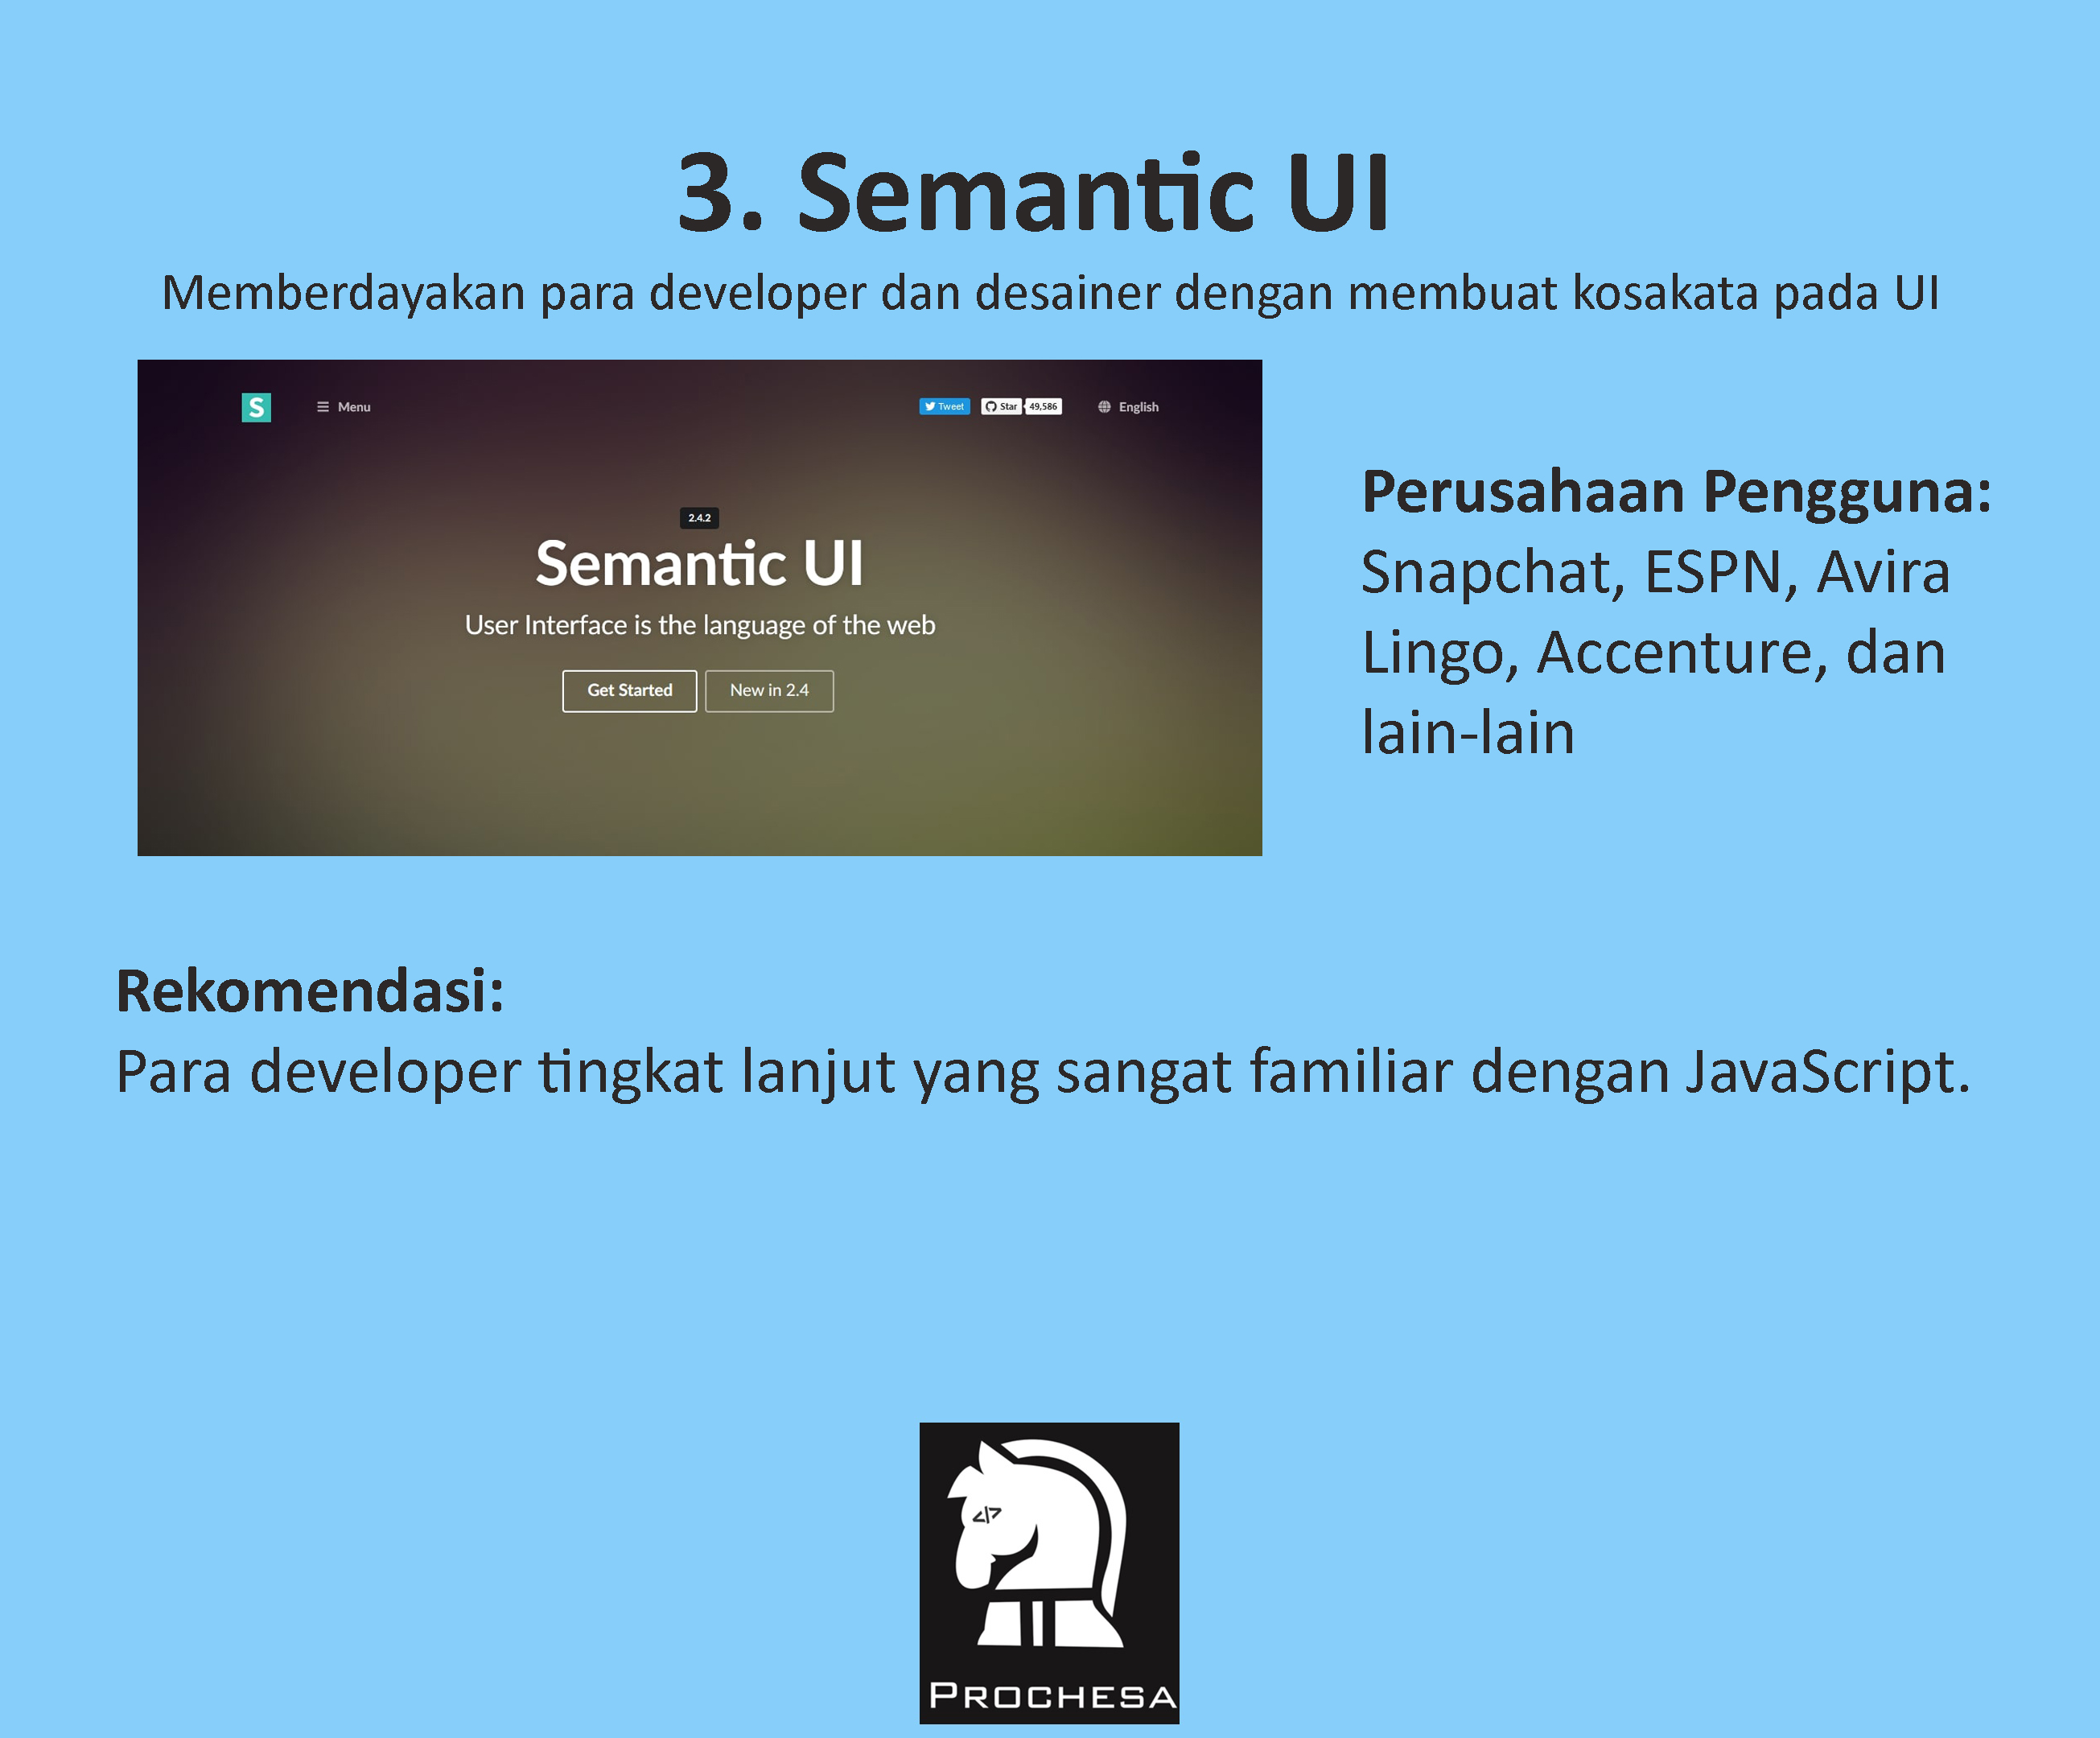 3. Semantic UI
Memberdayakan para developer dan desainer dengan membuat kosakata pada UI
S
Menu
Tweet
Star
49,586
English
2.4.2
Semantic UI
User Interface is the language of the web
Get Started
New in 2.4
Perusahaan Pengguna:
Snapchat, ESPN, Avira
Lingo, Accenture, dan
lain-lain
Rekomendasi:
Para developer tingkat lanjut yang sangat familiar dengan JavaScript.
</>
PROCHESA